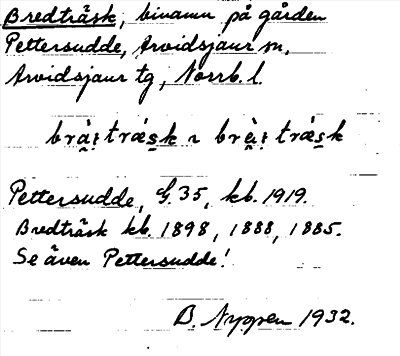 Bredträsk, binamn på gården
Pettersudde, Arvidsjaur sn,
Arvidsjaur tg, Norrb. l.
Pettersudde, G. 35, kb. 1919.
Bredträsk kb. 1898, 1888, 1885.
Se även Pettersudde!
B. 1932.